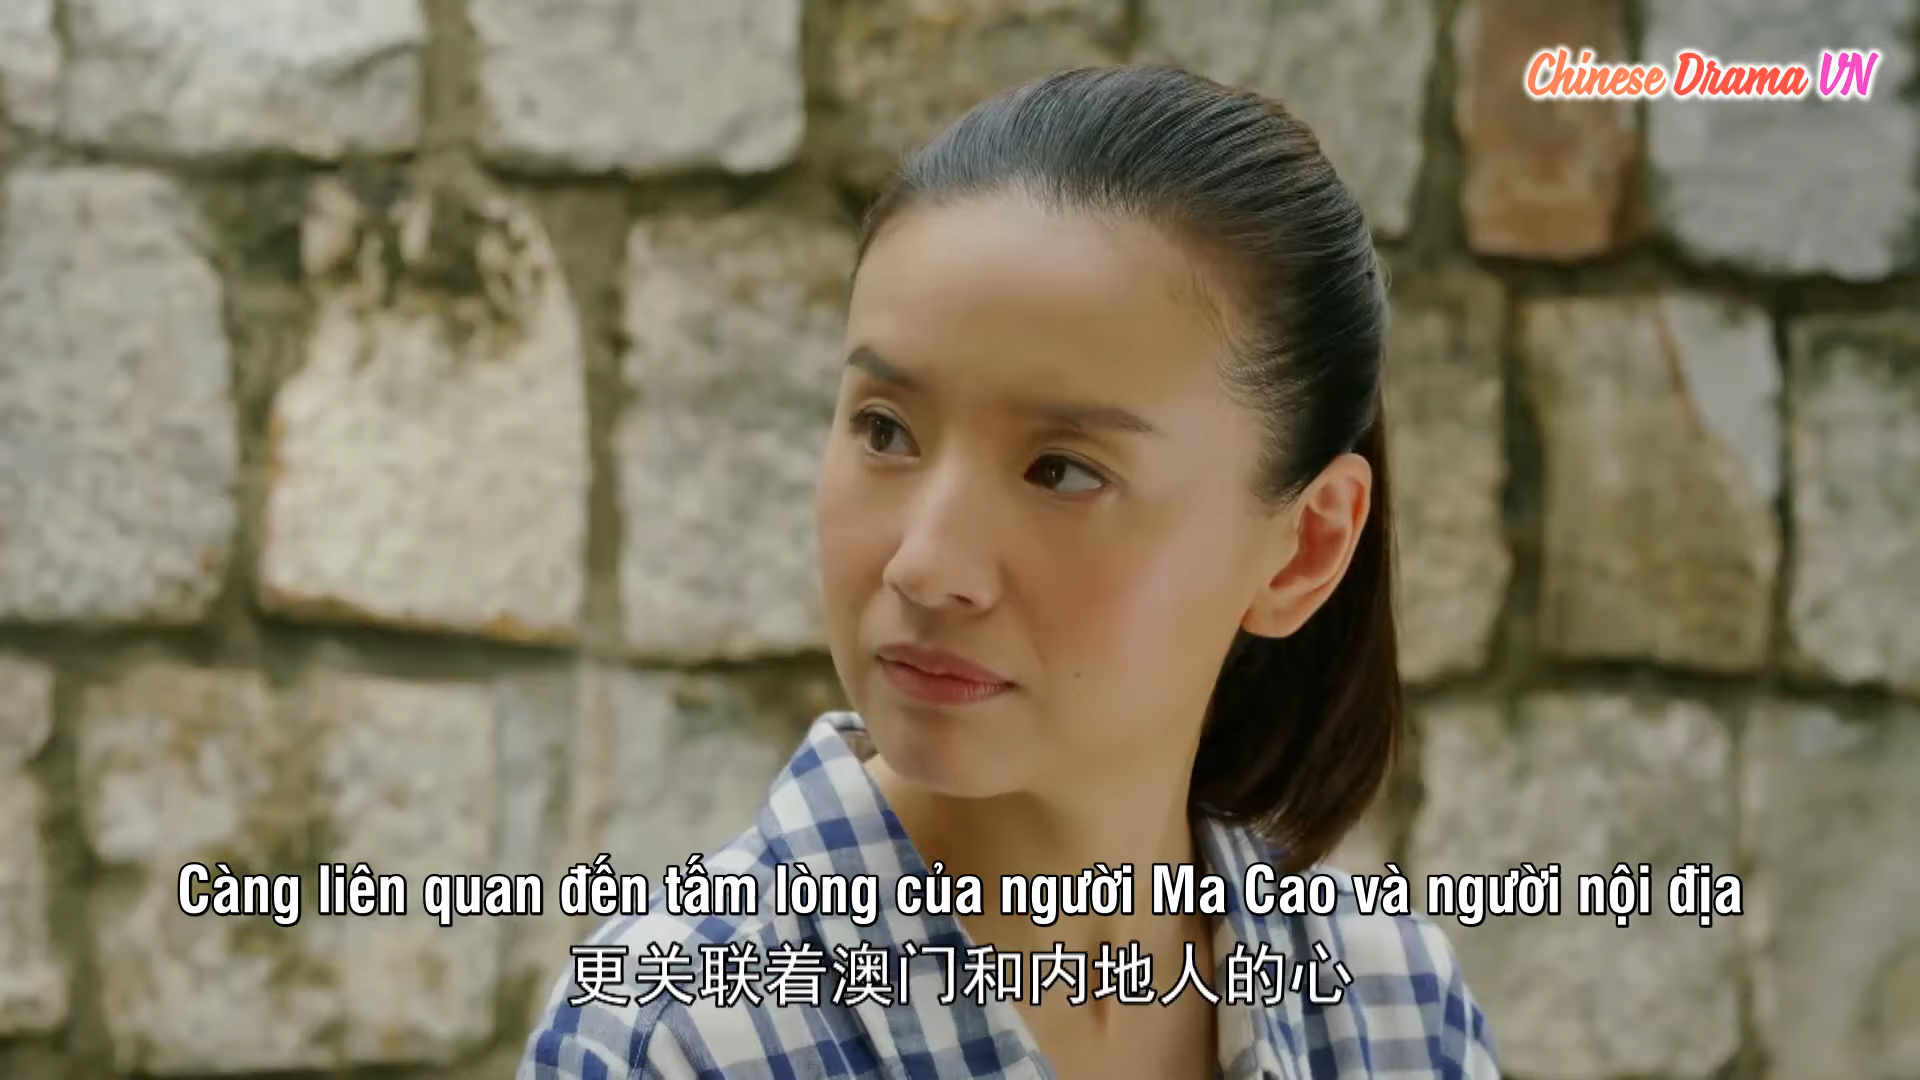 Chinese Drama VN
Càng liên quan đến tấm lòng của người Ma Cao và người nội địa
更关联着澳门和内地人的心